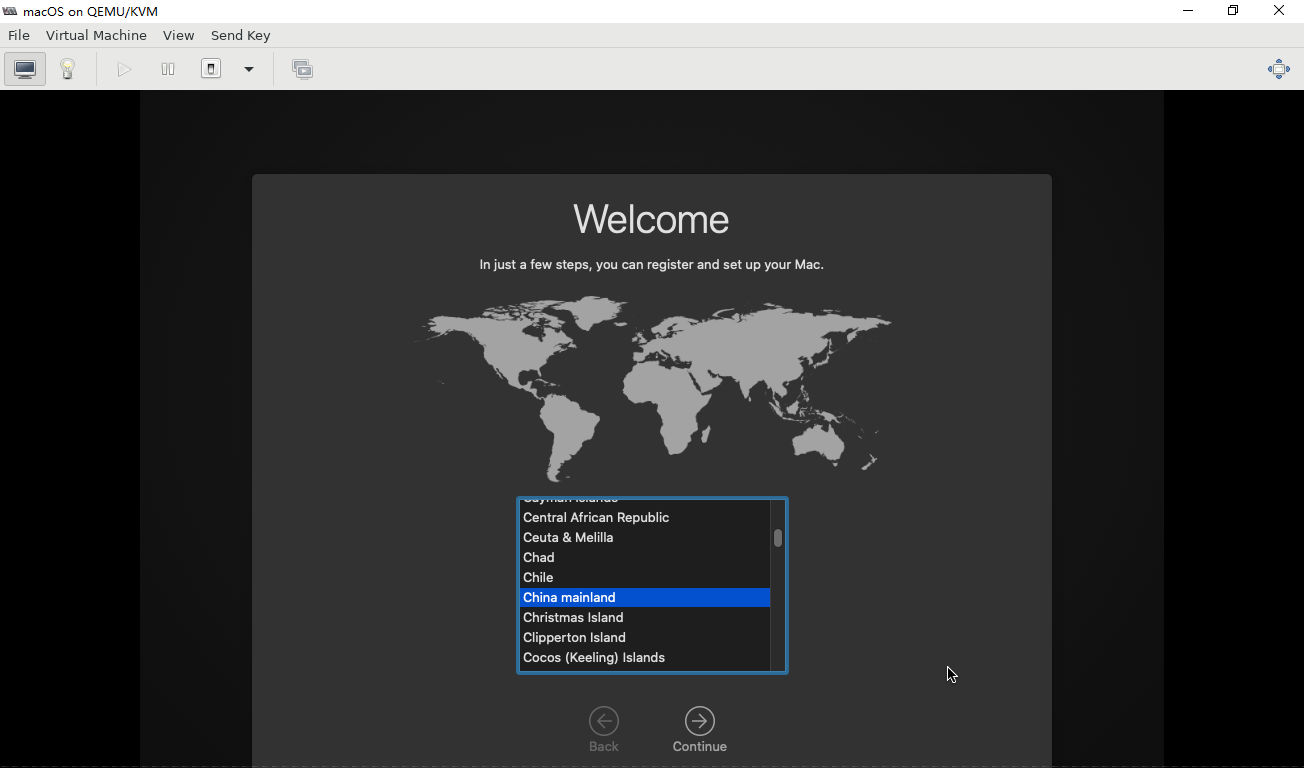 macOS on QEMU/KVM
File Virtual Machine View Send Key
Welcome
In just a few steps, you can register and set up your Mac.
Cayman Islands
Central African Republic
Ceuta & Melilla
Chad
Chile
China mainland
Christmas Island
Clipperton Island
Cocos (Keeling) Islands
Back Continue